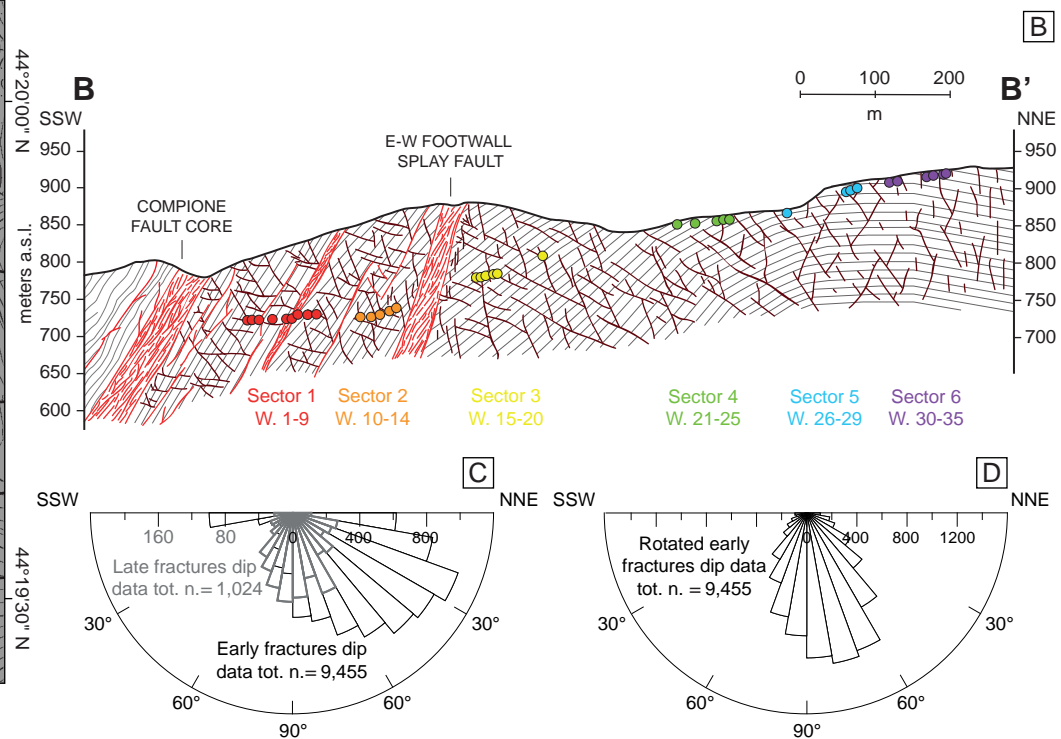 B
44°20'00" N
B
SSW
0 100 200
m
B'
NNE
meters a.s.l.
950
900
850
800
750
700
650
600
950
900
850
800
750
700
COMPIONE
FAULT CORE
E-W FOOTWALL
SPLAY FAULT
Sector 1
W. 1-9
Sector 2
W. 10-14
Sector 3
W. 15-20
Sector 4
W. 21-25
Sector 5
W. 26-29
Sector 6
W. 30-35
44°19'30" N
C
SSW
NNE
160 80 0 400 800
Late fractures dip
data tot. n.= 1,024
Early fractures dip
data tot. n.= 9,455
30°
60°
90°
60°
30°
D
SSW
NNE
0 400 800 1200
Rotated early
fractures dip data
tot. n. = 9,455
30°
60°
90°
60°
30°